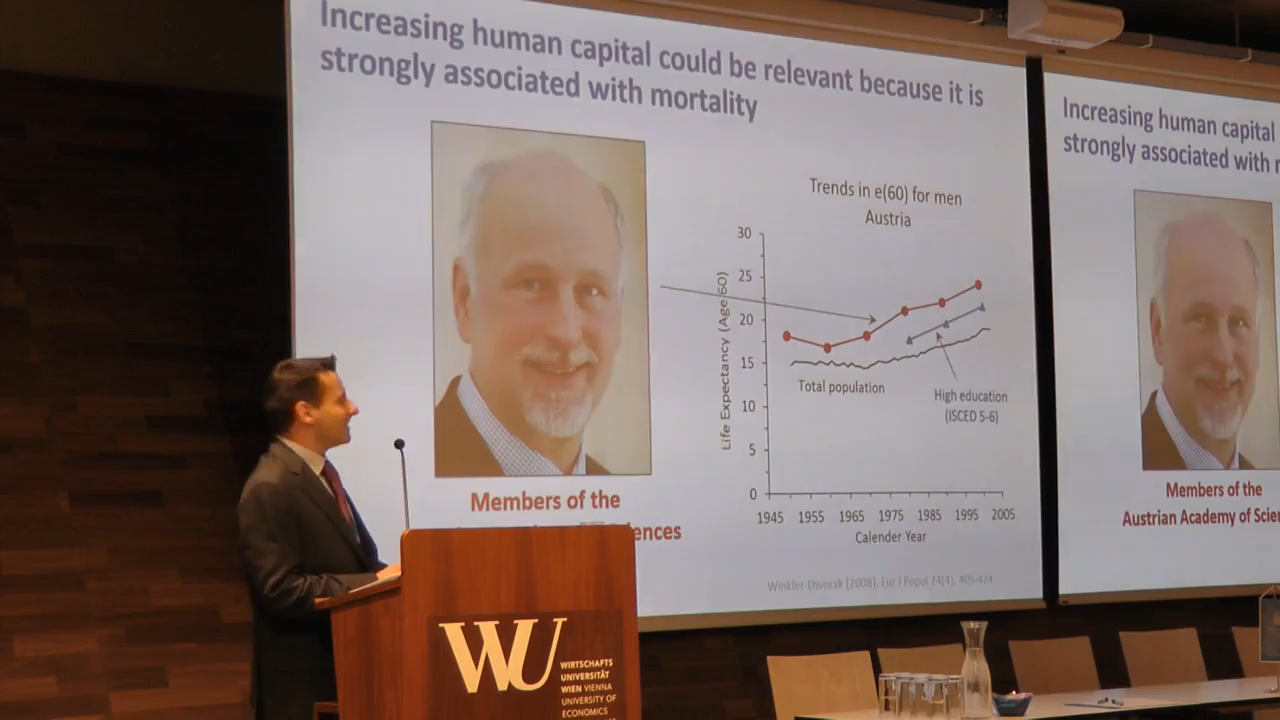 Increasing human capital could be relevant because it is
strongly associated with mortality
Members of the
ences
Trends in e(60) for men
Austria
Life Expectancy (Age 60)
30
25
20
15
10
5
0
Total population
High education
(ISCED 5-6)
1945 1955 1965 1975 1985 1995 2005
Calender Year
Winkler-Dworak (2008), Eur J Popul 24(4), 405-424
Increasing human capital
strongly associated with
Members of the
Austrian Academy of Scien
WU
WIRTSCHAFTS
UNIVERSITÄT
WIEN VIENNA
UNIVERSITY OF
ECONOMICS